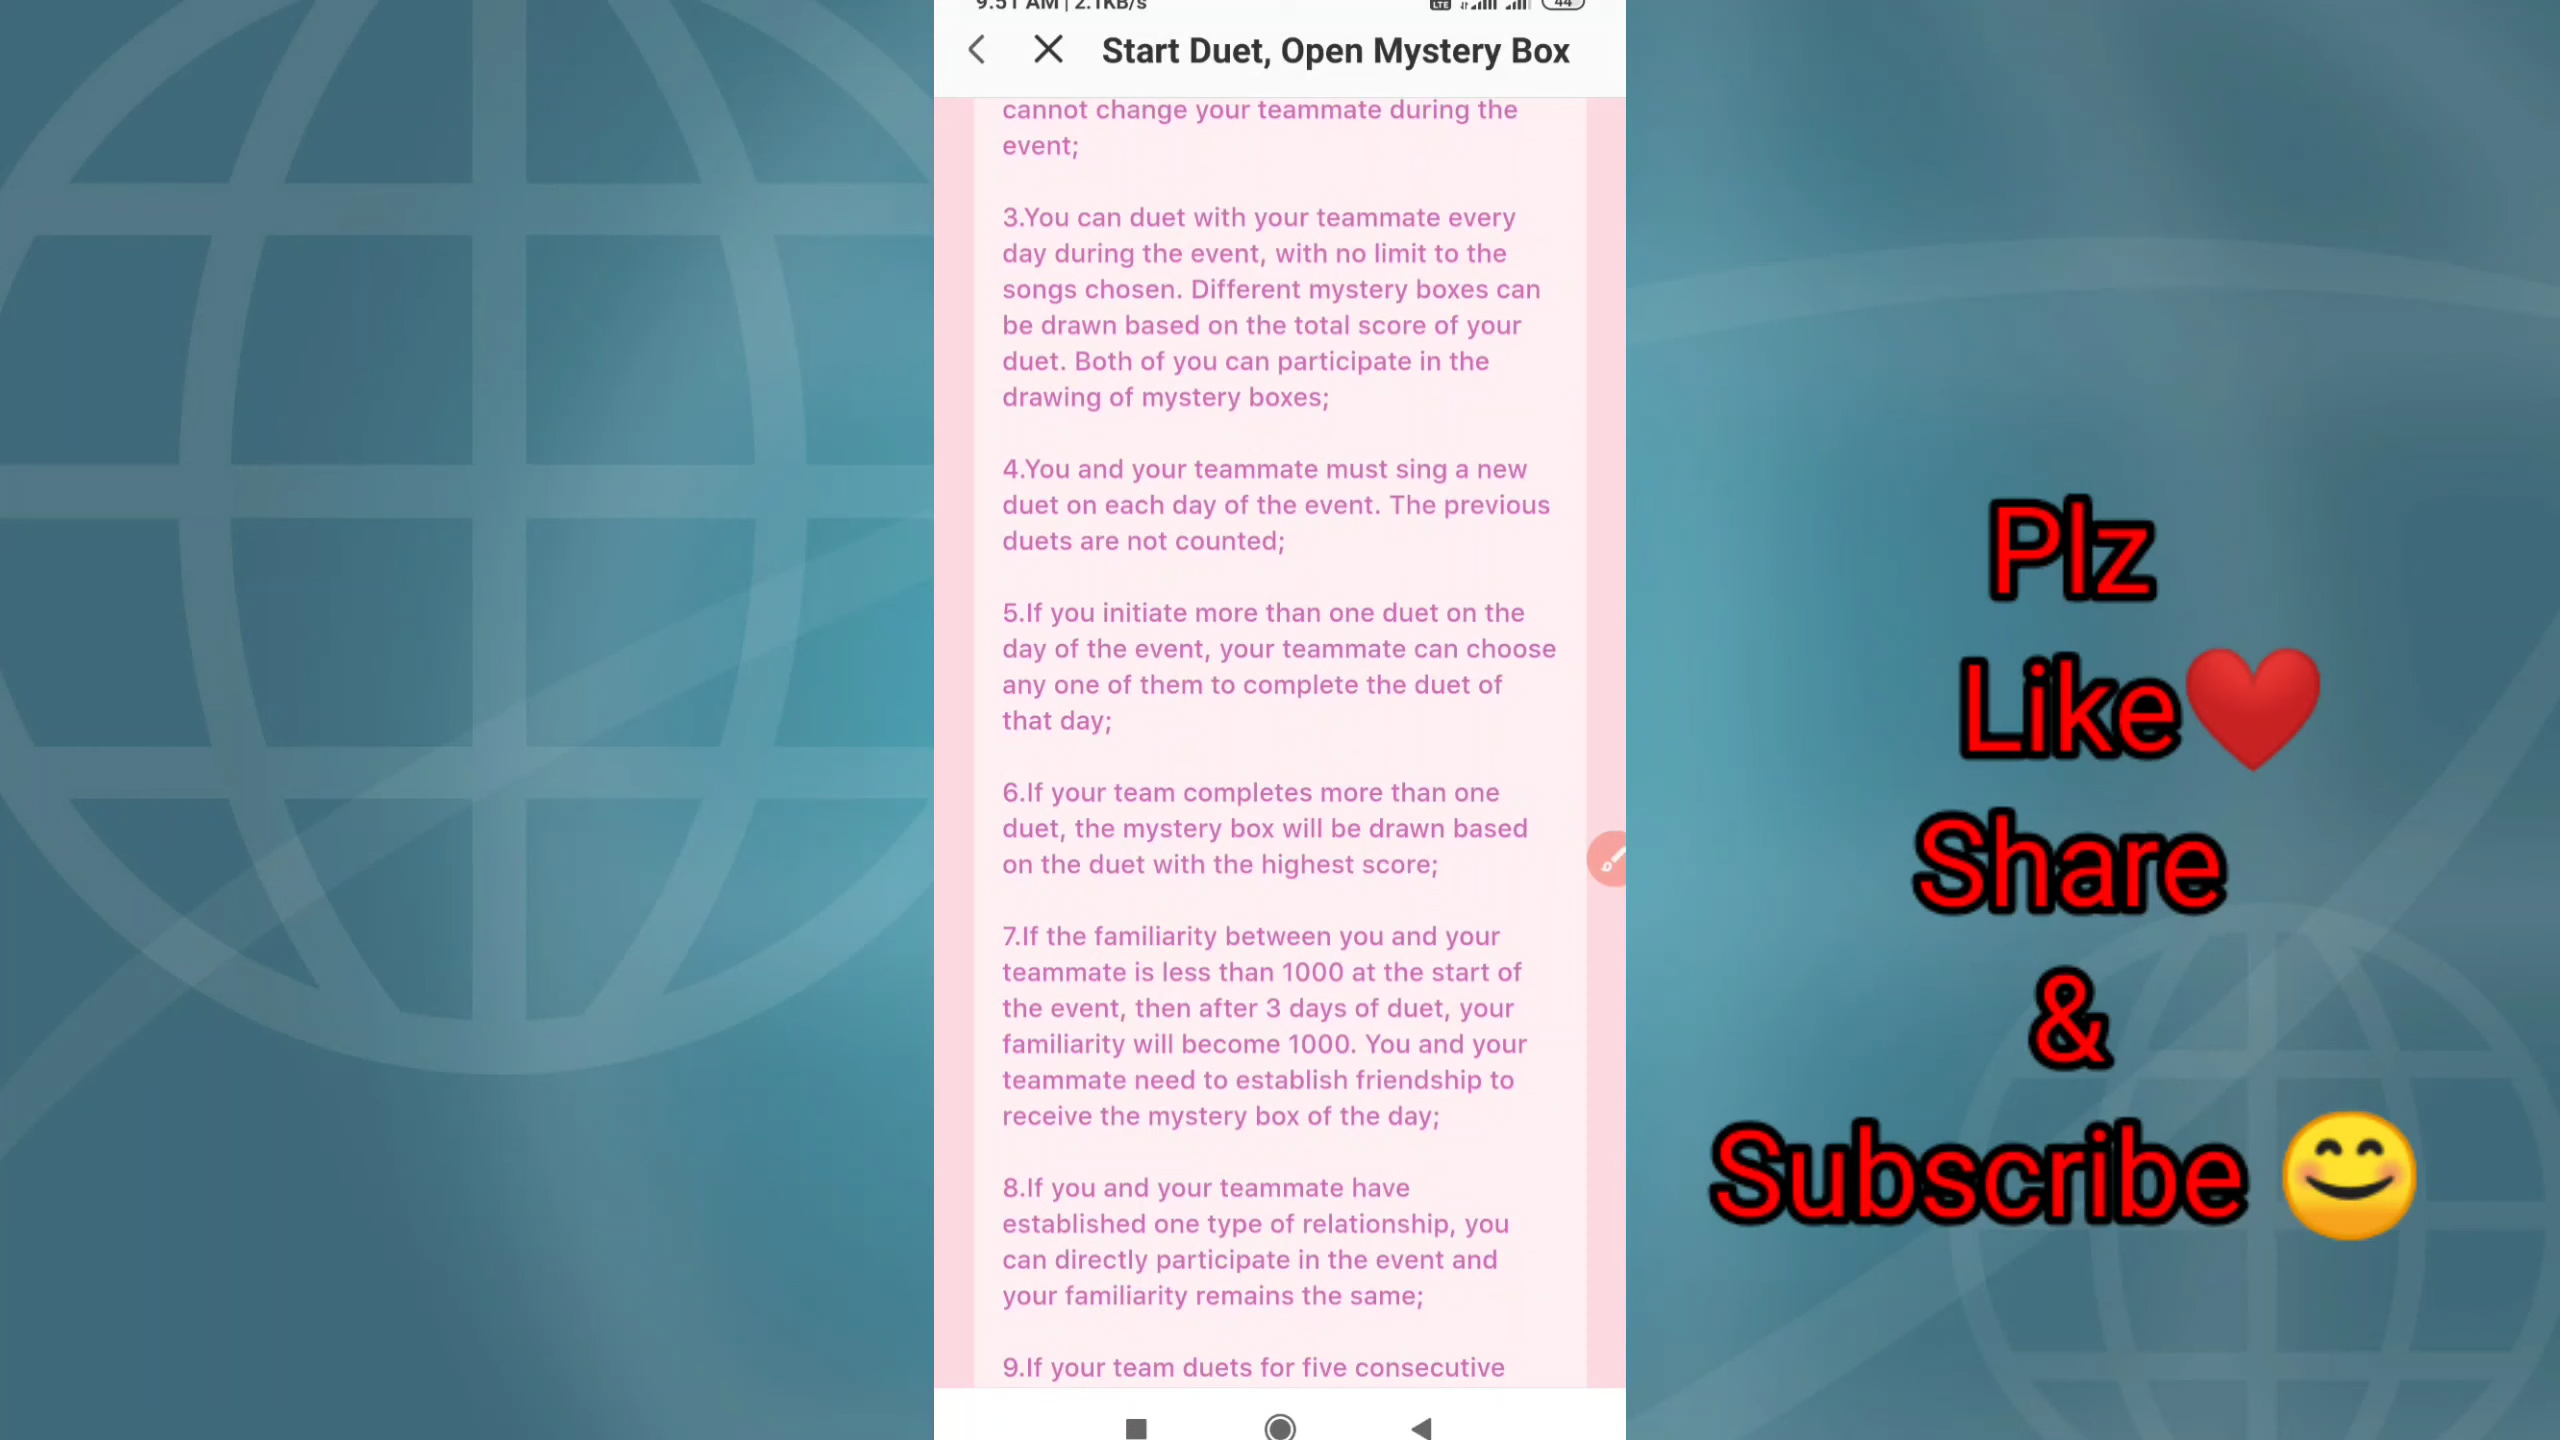 9:51 AM | 2.1KB/s
LTE
44
Start Duet, Open Mystery Box
cannot change your teammate during the
event;
3.You can duet with your teammate every
day during the event, with no limit to the
songs chosen. Different mystery boxes can
be drawn based on the total score of your
duet. Both of you can participate in the
drawing of mystery boxes;
4.You and your teammate must sing a new
duet on each day of the event. The previous
duets are not counted;
5.If you initiate more than one duet on the
day of the event, your teammate can choose
any one of them to complete the duet of
that day;
6.If your team completes more than one
duet, the mystery box will be drawn based
on the duet with the highest score;
7.If the familiarity between you and your
teammate is less than 1000 at the start of
the event, then after 3 days of duet, your
familiarity will become 1000. You and your
teammate need to establish friendship to
receive the mystery box of the day;
8.If you and your teammate have
established one type of relationship, you
can directly participate in the event and
your familiarity remains the same;
9.If your team duets for five consecutive
Plz
Like❤️
Share
&
Subscribe 😊